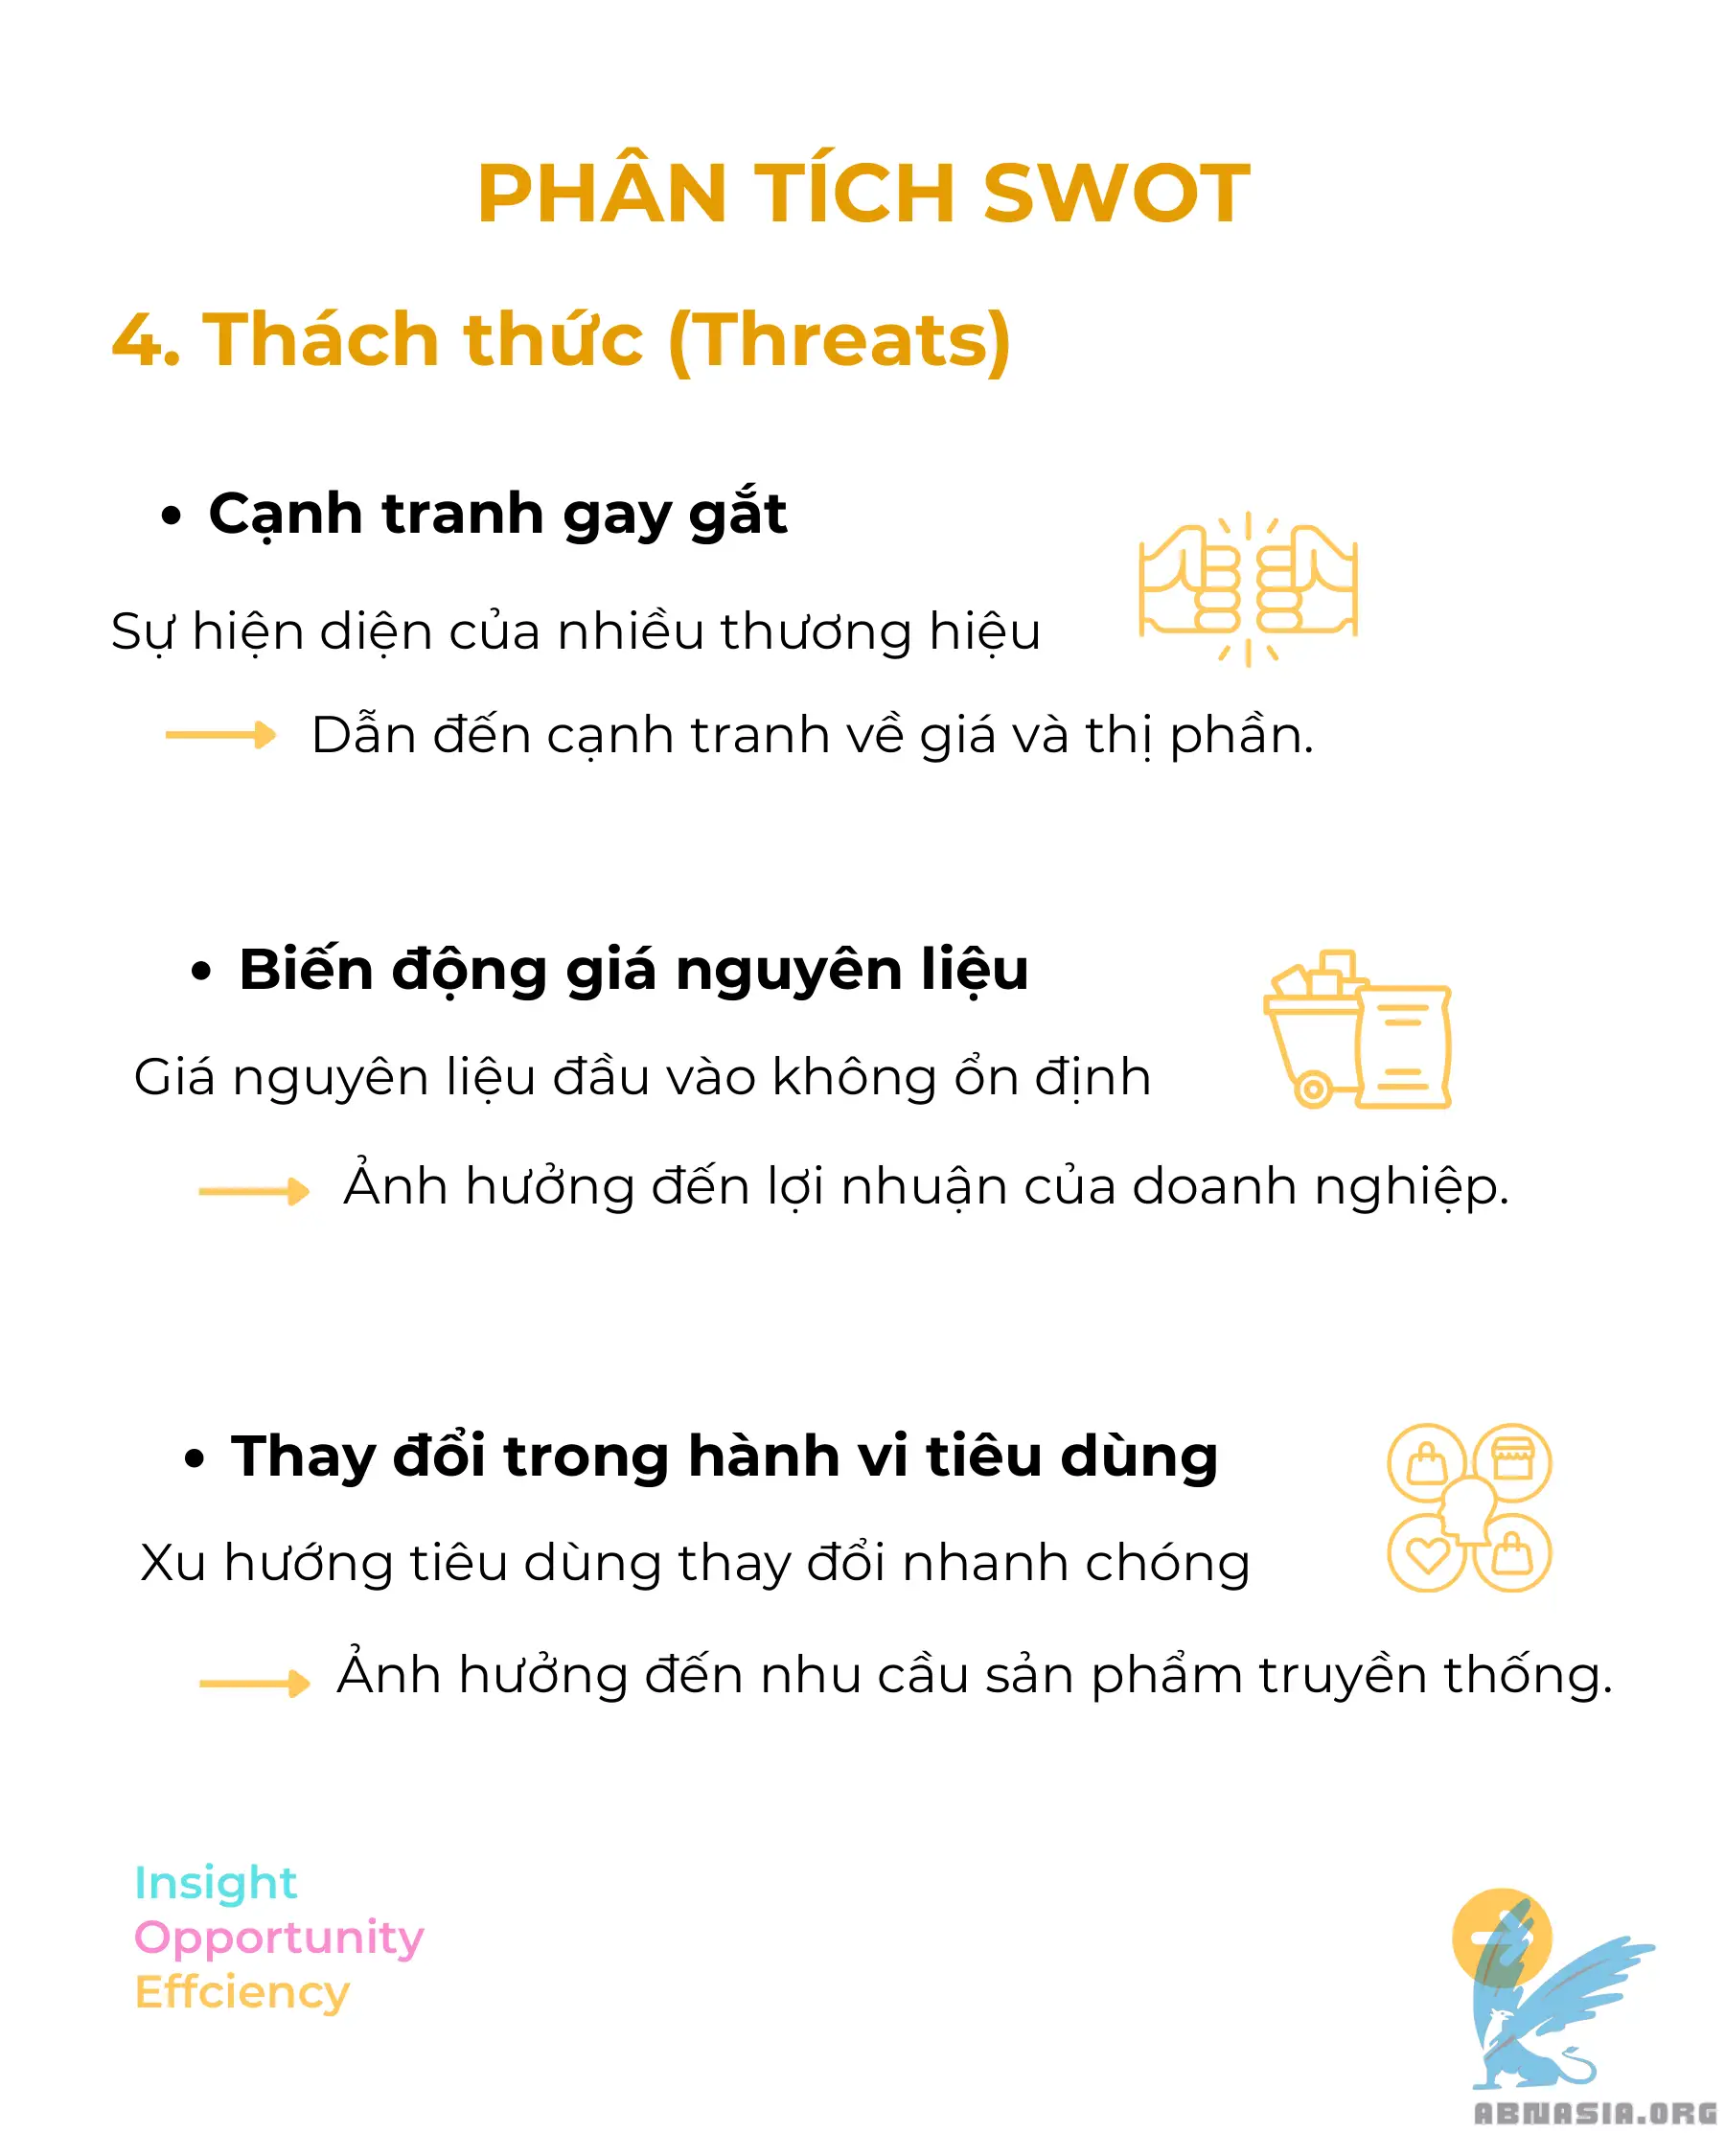 PHÂN TÍCH SWOT
4. Thách thức (Threats)
• Cạnh tranh gay gắt
Sự hiện diện của nhiều thương hiệu
Dẫn đến cạnh tranh về giá và thị phần.
• Biến động giá nguyên liệu
Giá nguyên liệu đầu vào không ổn định
Ảnh hưởng đến lợi nhuận của doanh nghiệp.
• Thay đổi trong hành vi tiêu dùng
Xu hướng tiêu dùng thay đổi nhanh chóng
Ảnh hưởng đến nhu cầu sản phẩm truyền thống.
Insight
Opportunity
Effciency
ABNASIA.ORG